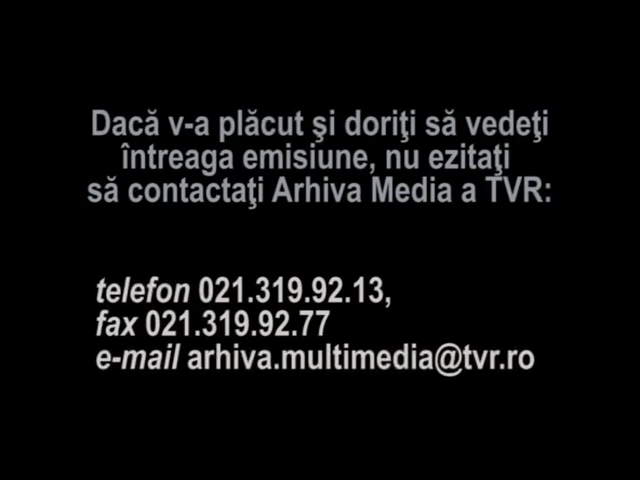 Dacă v-a plăcut şi doriţi să vedeţi
întreaga emisiune, nu ezitaţi
să contactaţi Arhiva Media a TVR:
telefon 021.319.92.13,
fax 021.319.92.77
e-mail arhiva.multimedia@tvr.ro